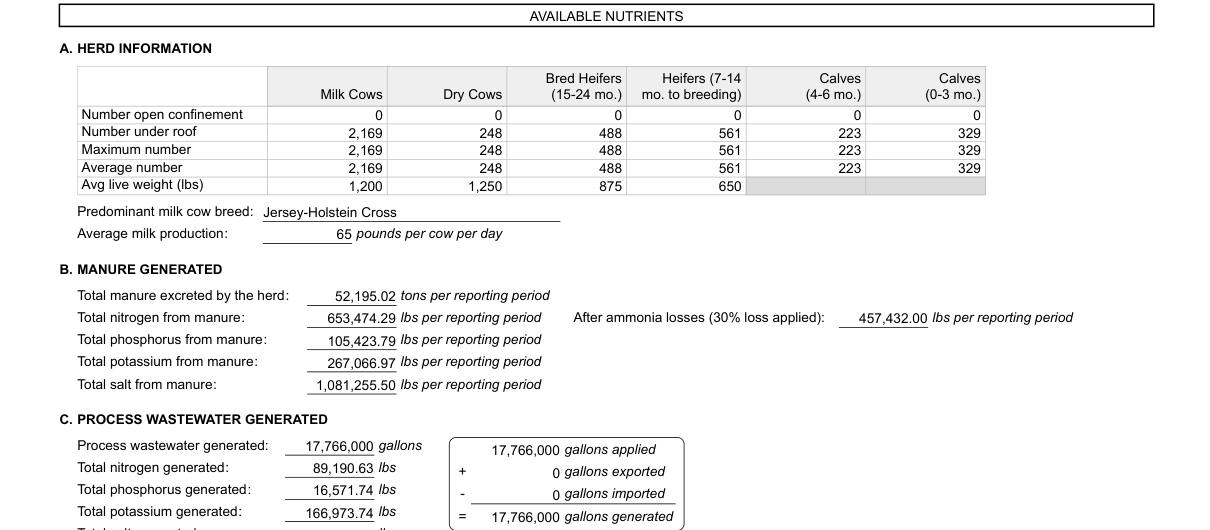 AVAILABLE NUTRIENTS
A. HERD INFORMATION
Milk Cows Dry Cows Bred Heifers (15-24 mo.) Heifers (7-14 mo. to breeding) Calves (4-6 mo.) Calves (0-3 mo.)
Number open confinement 0 0 0 0 0 0
Number under roof 2,169 248 488 561 223 329
Maximum number 2,169 248 488 561 223 329
Average number 2,169 248 488 561 223 329
Avg live weight (lbs) 1,200 1,250 875 650
Predominant milk cow breed: Jersey-Holstein Cross
Average milk production: 65 pounds per cow per day
B. MANURE GENERATED
Total manure excreted by the herd: 52,195.02 tons per reporting period
Total nitrogen from manure: 653,474.29 lbs per reporting period After ammonia losses (30% loss applied): 457,432.00 lbs per reporting period
Total phosphorus from manure: 105,423.79 lbs per reporting period
Total potassium from manure: 267,066.97 lbs per reporting period
Total salt from manure: 1,081,255.50 lbs per reporting period
C. PROCESS WASTEWATER GENERATED
Process wastewater generated: 17,766,000 gallons
Total nitrogen generated: 89,190.63 lbs
Total phosphorus generated: 16,571.74 lbs
Total potassium generated: 166,973.74 lbs
17,766,000 gallons applied
+ 0 gallons exported
- 0 gallons imported
= 17,766,000 gallons generated